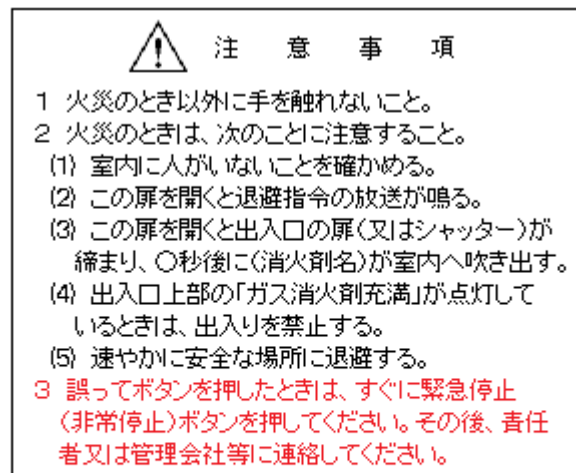 注意事項
1 火災のとき以外に手を触れないこと。
2 火災のときは、次のことに注意すること。
(1) 室内に人がいないことを確かめる。
(2) この扉を開くと退避指令の放送が鳴る。
(3) この扉を開くと出入口の扉(又はシャッター)が
締まり、○秒後に(消火剤名)が室内へ吹き出す。
(4) 出入口上部の「ガス消火剤充満」が点灯して
いるときは、出入りを禁止する。
(5) 速やかに安全な場所に退避する。
3 誤ってボタンを押したときは、すぐに緊急停止
(非常停止)ボタンを押してください。その後、責任
者又は管理会社等に連絡してください。